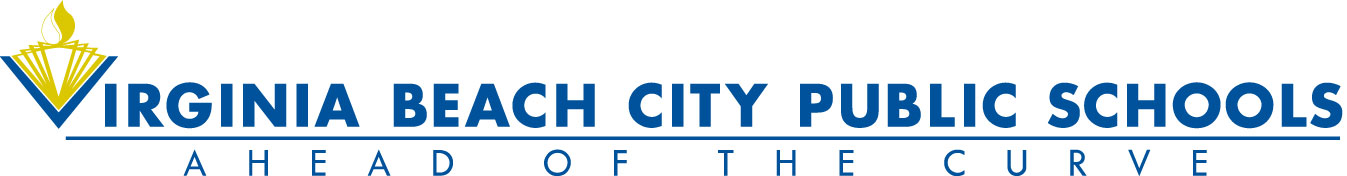 VIRGINIA BEACH CITY PUBLIC SCHOOLS
AHEAD OF THE CURVE